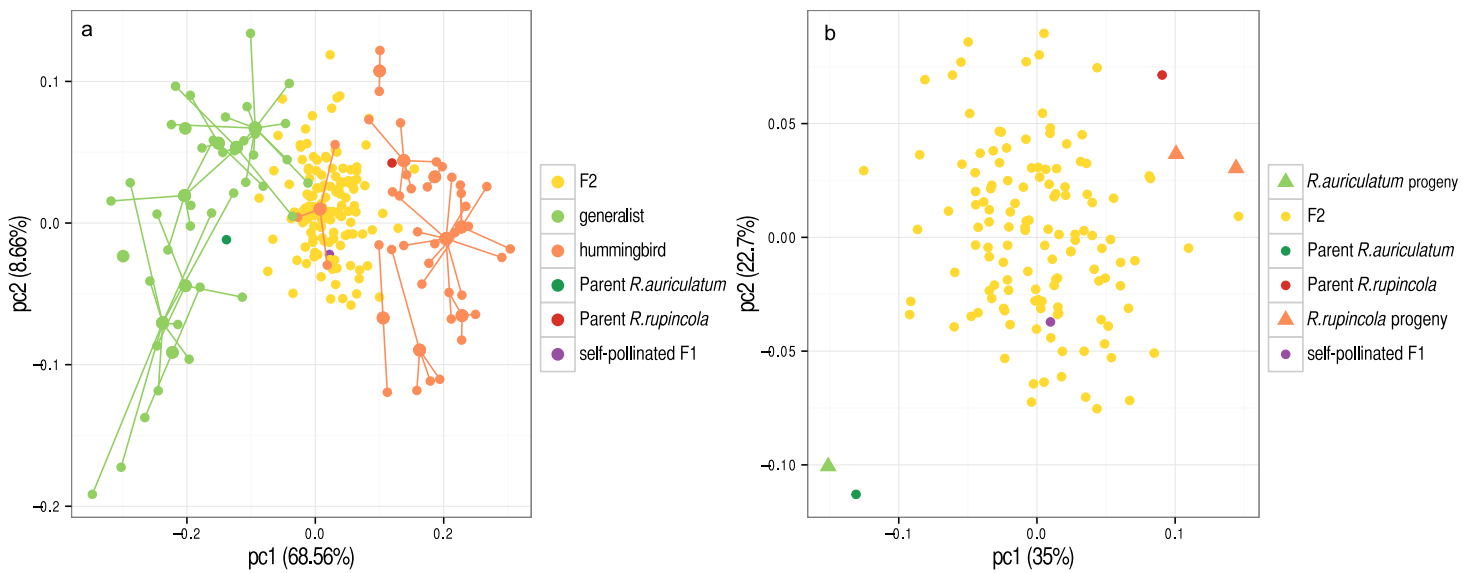 a
pc2 (8.66%)
0.1
0.0
−0.1
−0.2
−0.2
0.0
0.2
pc1 (68.56%)
F2
generalist
hummingbird
Parent R.auriculatum
Parent R.rupincola
self-pollinated F1
b
pc2 (22.7%)
0.05
0.00
−0.05
−0.10
−0.1
0.0
0.1
pc1 (35%)
R.auriculatum progeny
F2
Parent R.auriculatum
Parent R.rupincola
R.rupincola progeny
self-pollinated F1